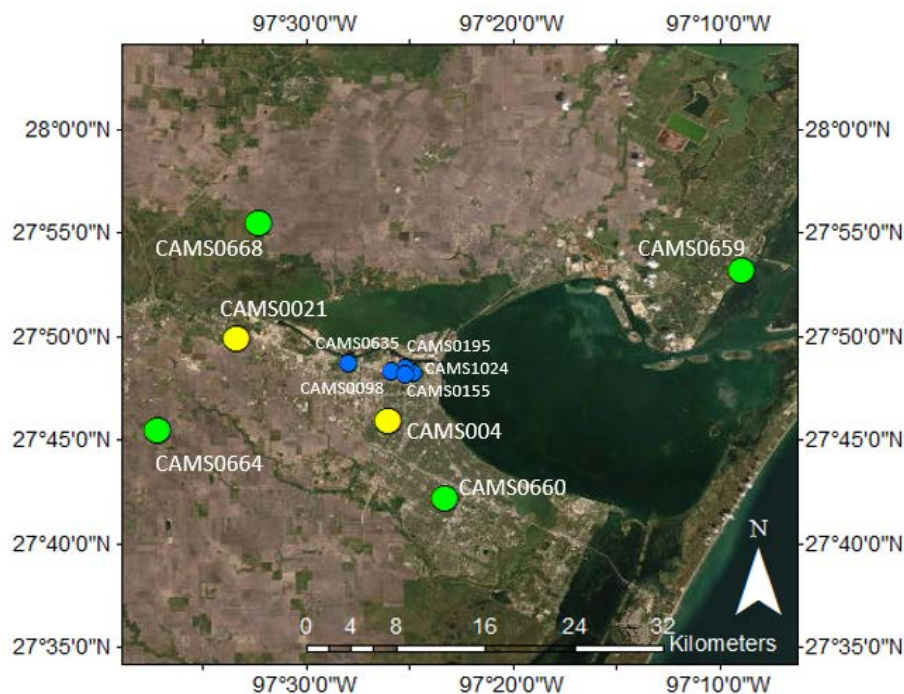 97°30'0"W 97°20'0"W 97°10'0"W
28°0'0"N 28°0'0"N
27°55'0"N 27°55'0"N
CAMS0668
CAMS0659
CAMS0021
27°50'0"N 27°50'0"N
CAMS0635 CAMS0195
CAMS1024
CAMS0098 CAMS0155
CAMS004
27°45'0"N 27°45'0"N
CAMS0664
CAMS0660
N
27°40'0"N 27°40'0"N
0 4 8 16 24 32
Kilometers
27°35'0"N 27°35'0"N
97°30'0"W 97°20'0"W 97°10'0"W